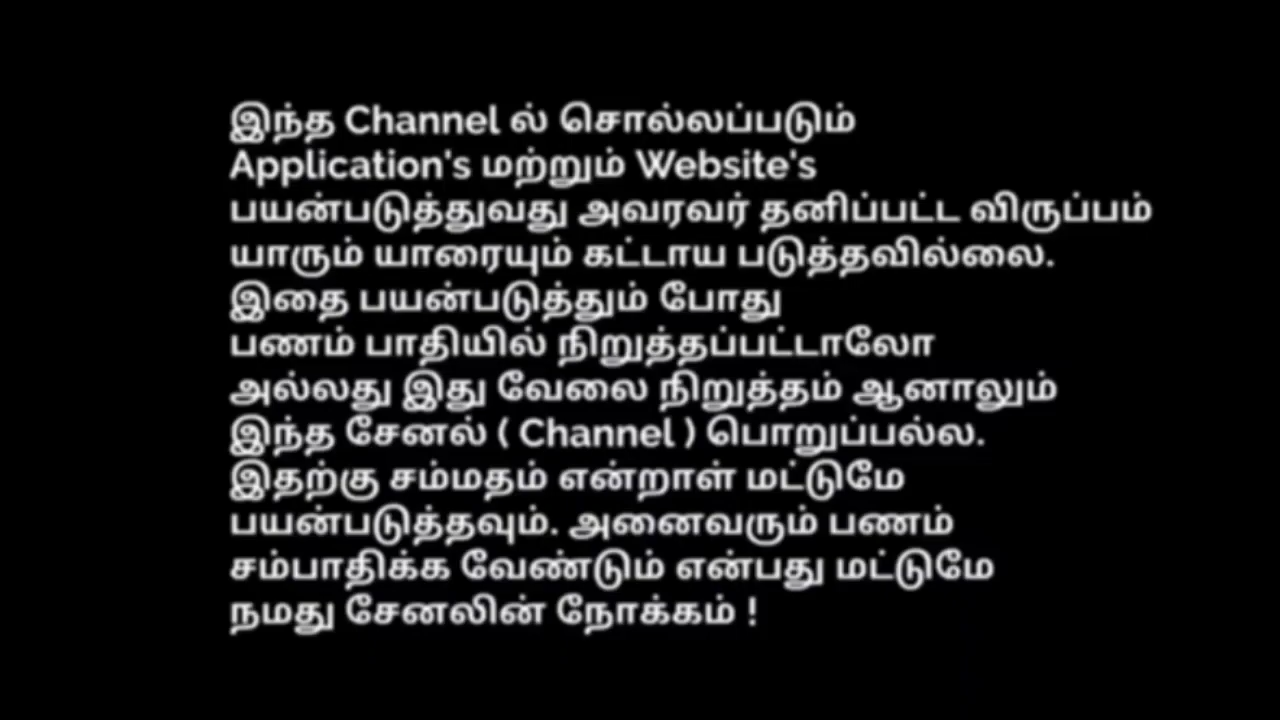 இந்த Channel ல் சொல்லப்படும்
Application's மற்றும் Website's
பயன்படுத்துவது அவரவர் தனிப்பட்ட விருப்பம்
யாரும் யாரையும் கட்டாய படுத்தவில்லை.
இதை பயன்படுத்தும் போது
பணம் பாதியில் நிறுத்தப்பட்டாலோ
அல்லது இது வேலை நிறுத்தம் ஆனாலும்
இந்த சேனல் ( Channel ) பொறுப்பல்ல.
இதற்கு சம்மதம் என்றாள் மட்டுமே
பயன்படுத்தவும். அனைவரும் பணம்
சம்பாதிக்க வேண்டும் என்பது மட்டுமே
நமது சேனலின் நோக்கம் !